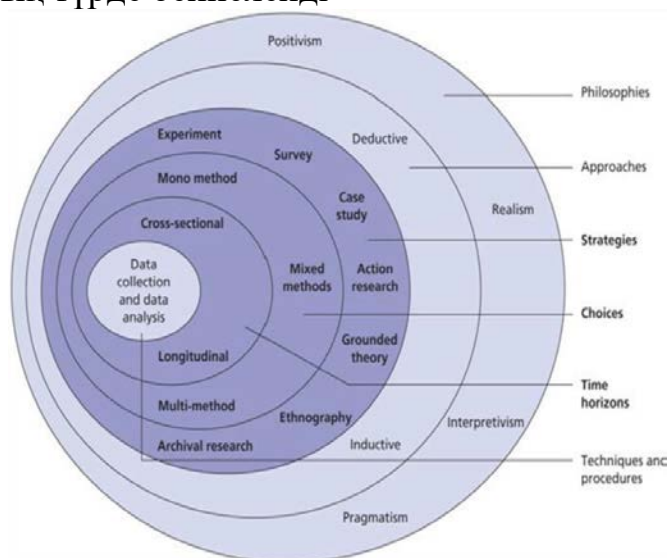 түрде
Positivism
Philosophies
Experiment
Survey
Deductive
Approaches
Mono method
Case
study
Realism
Cross-sectional
Strategies
Data
collection
and data
analysis
Mixed
methods
Action
research
Choices
Longitudinal
Grounded
theory
Time
horizons
Multi-method
Ethnography
Interpretivism
Archival research
Inductive
Techniques and
procedures
Pragmatism